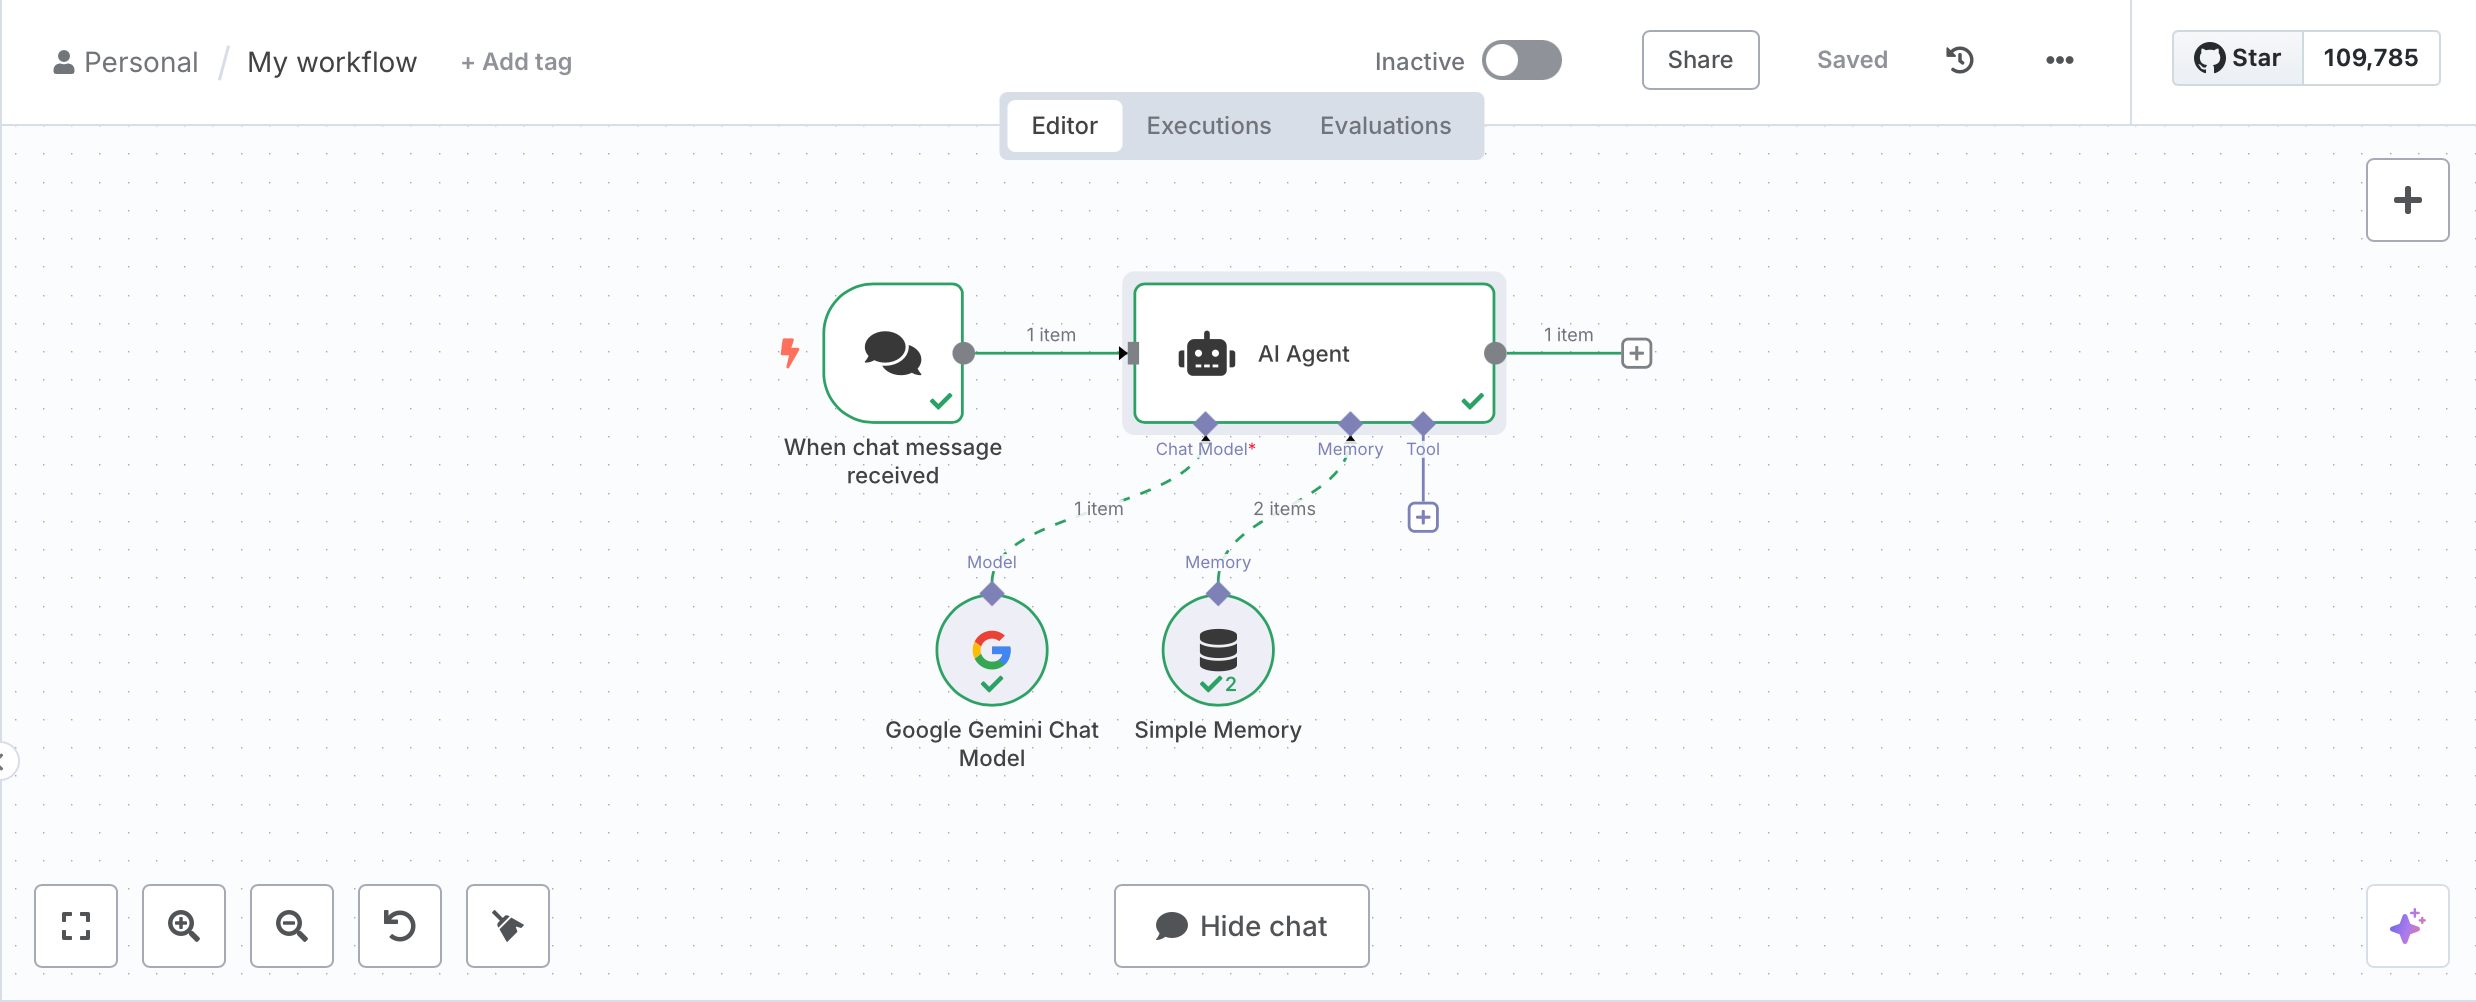 Personal / My workflow + Add tag
Inactive
Share
Saved
Star
109,785
Editor
Executions
Evaluations
1 item
AI Agent
1 item
When chat message
received
Chat Model*
Memory
Tool
1 item
2 items
Model
Memory
2
Google Gemini Chat
Model
Simple Memory
Hide chat